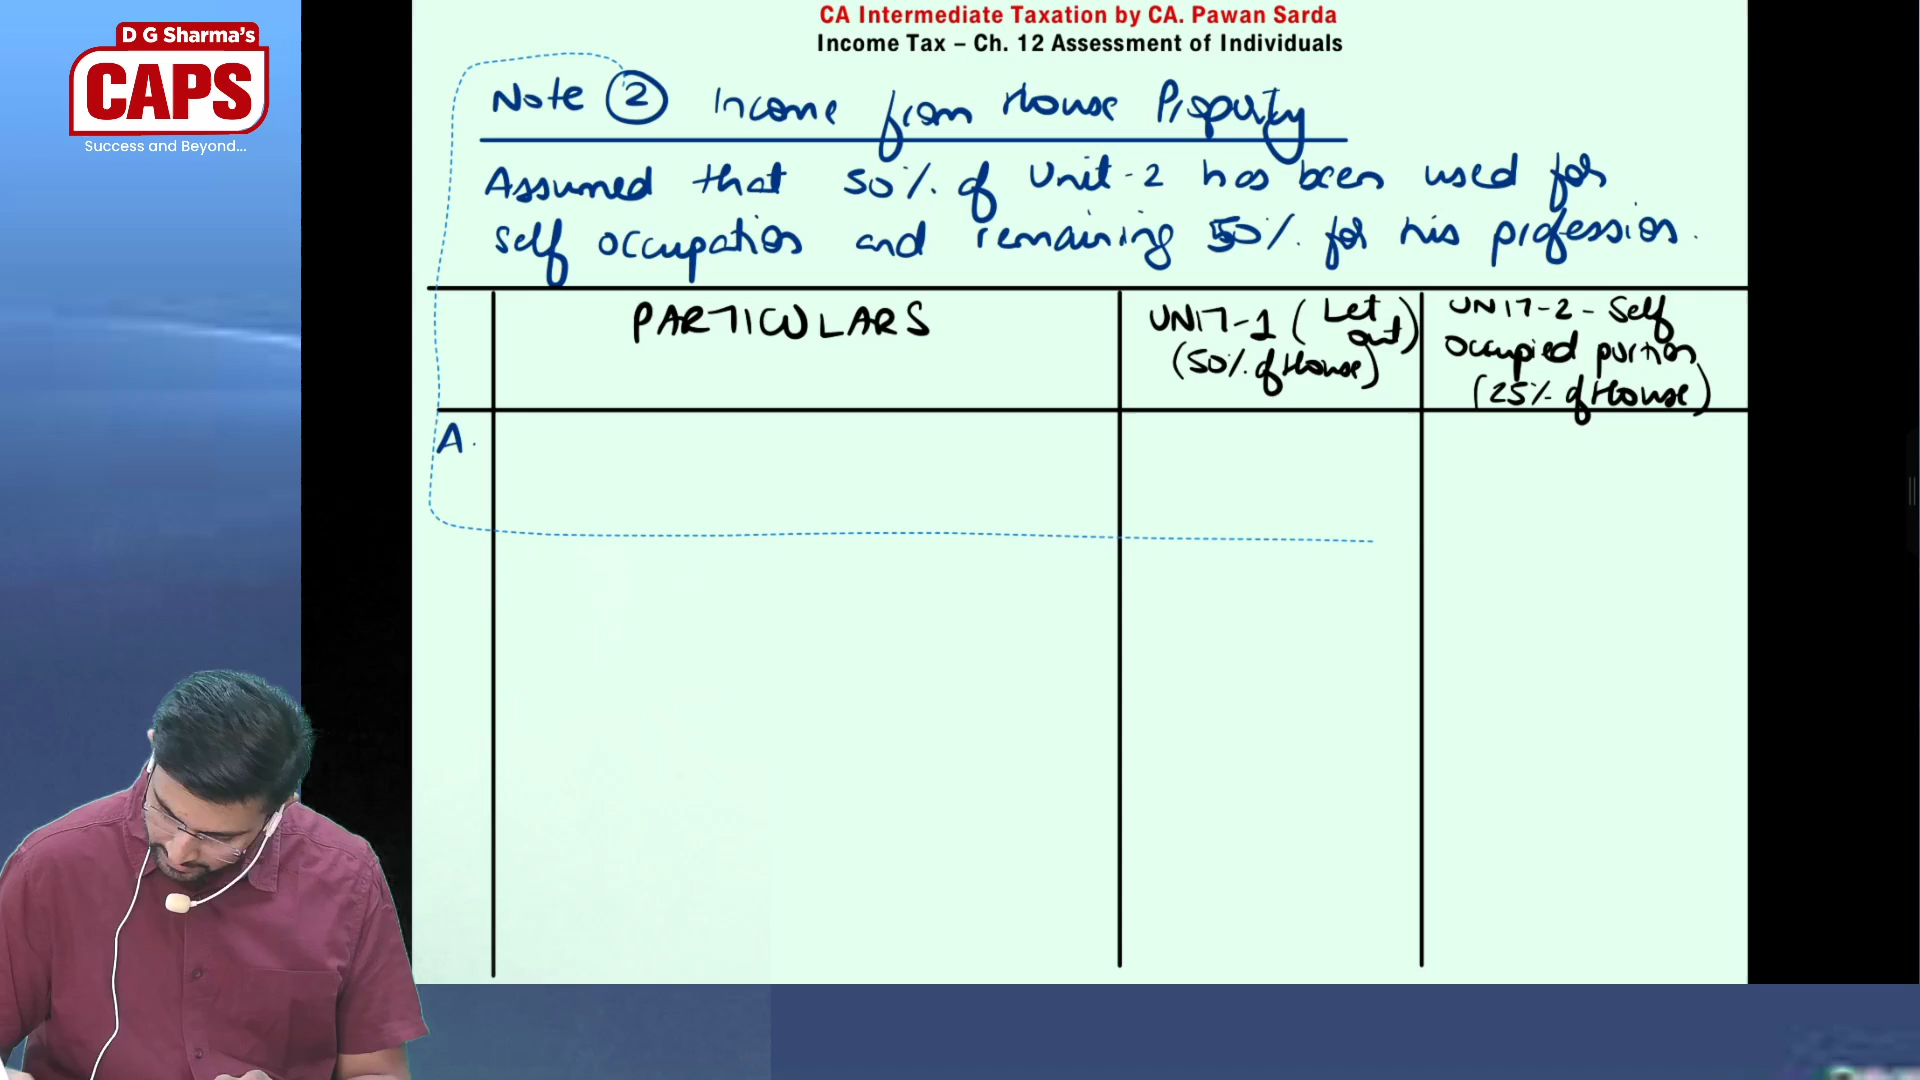 D G Sharma's
CAPS
Success and Beyond...
CA Intermediate Taxation by CA. Pawan Sarda
Income Tax – Ch. 12 Assessment of Individuals
Note 2 Income from House Property
Assumed that 50% of Unit-2 has been used for
self occupation and remaining 50% for his profession.
PARTICULARS
UNIT-1 (Let out)
(50% of House)
UNIT-2 - Self
Occupied portion
(25% of House)
A.